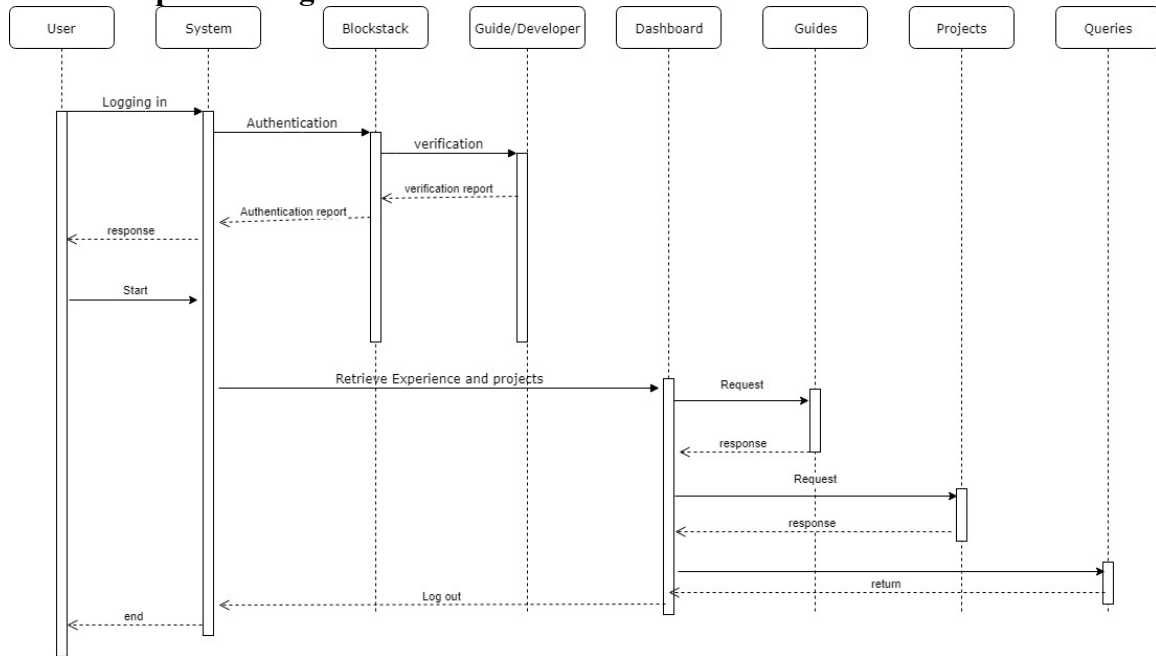 User System Blockstack Guide/Developer Dashboard Guides Projects Queries
Logging in
Authentication
verification
verification report
Authentication report
response
Start
Retrieve Experience and projects
Request
response
Request
response
return
Log out
end